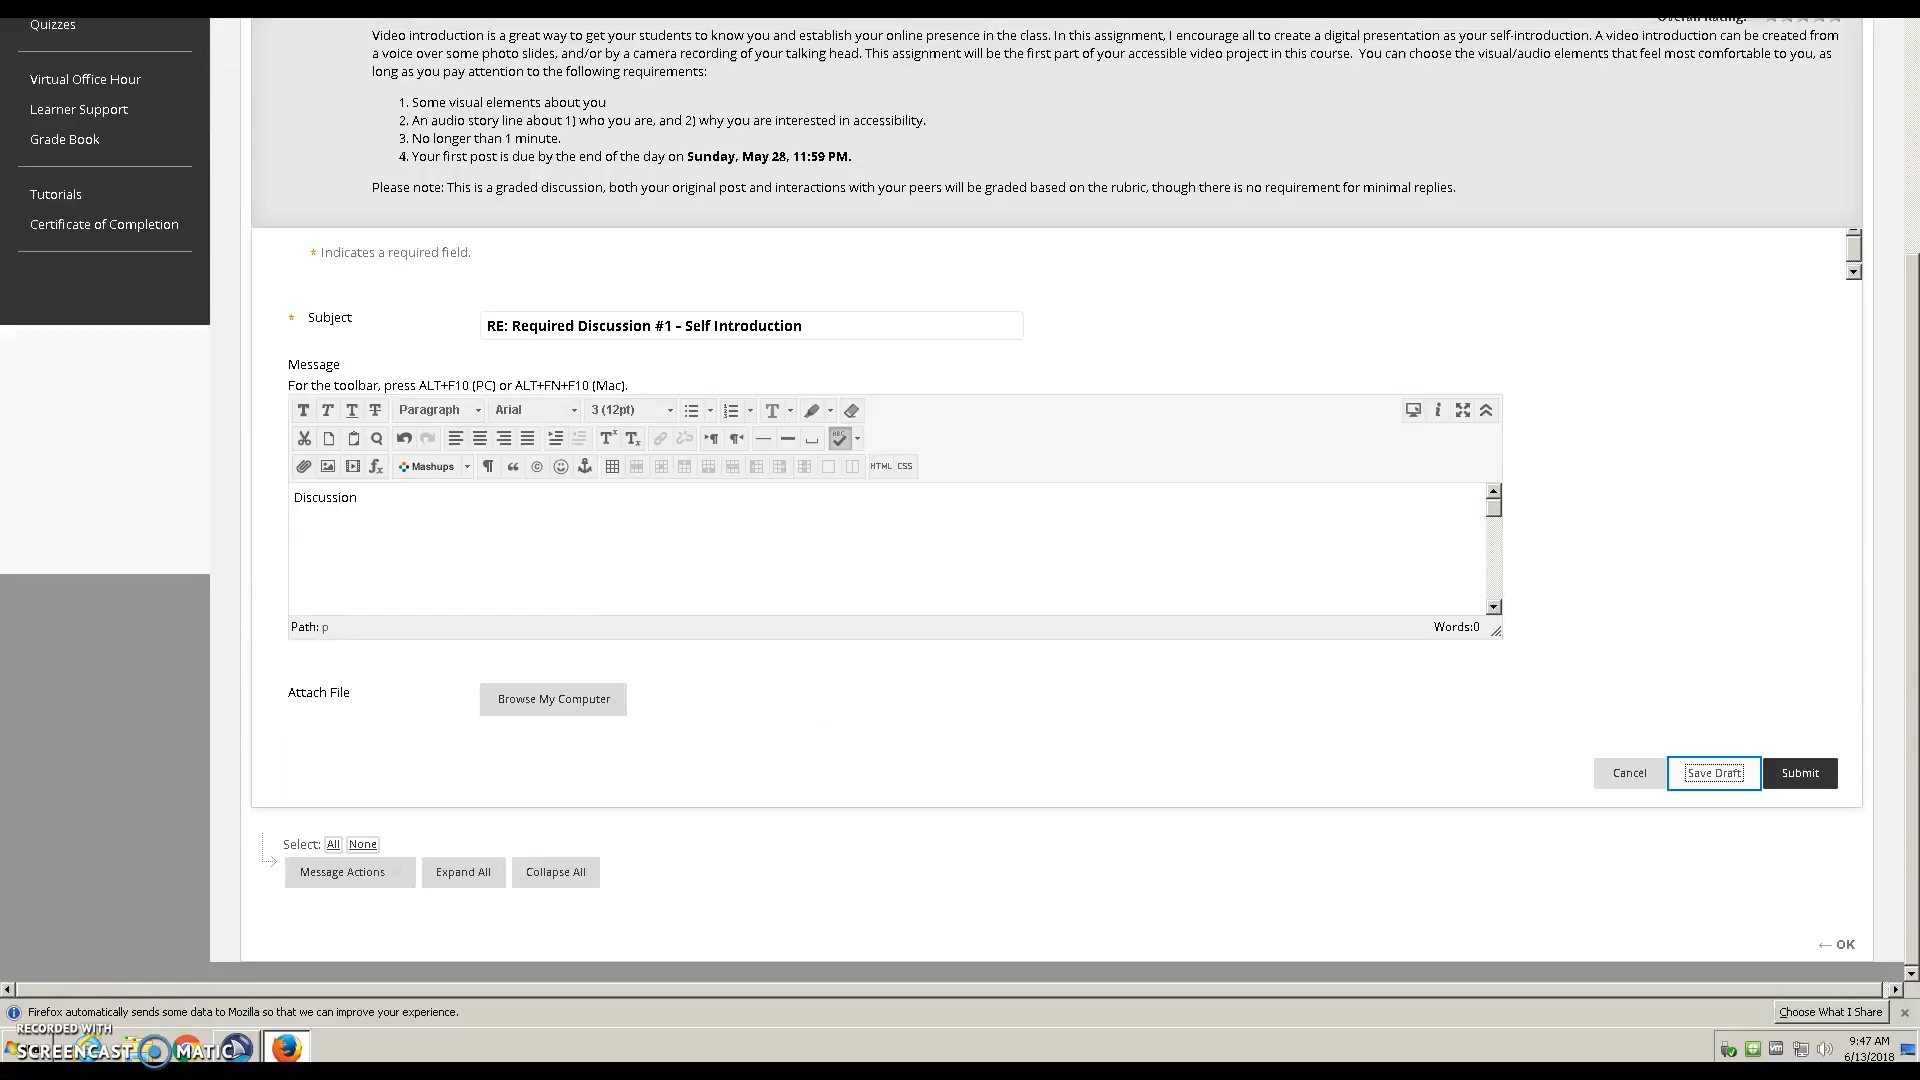 Quizzes
Virtual Office Hour
Learner Support
Grade Book
Tutorials
Certificate of Completion
Overall Rating:
Video introduction is a great way to get your students to know you and establish your online presence in the class. In this assignment, I encourage all to create a digital presentation as your self-introduction. A video introduction can be created from
a voice over some photo slides, and/or by a camera recording of your talking head. This assignment will be the first part of your accessible video project in this course. You can choose the visual/audio elements that feel most comfortable to you, as
long as you pay attention to the following requirements:
1. Some visual elements about you
2. An audio story line about 1) who you are, and 2) why you are interested in accessibility.
3. No longer than 1 minute.
4. Your first post is due by the end of the day on Sunday, May 28, 11:59 PM.
Please note: This is a graded discussion, both your original post and interactions with your peers will be graded based on the rubric, though there is no requirement for minimal replies.
* Indicates a required field.
* Subject
RE: Required Discussion #1 - Self Introduction
Message
For the toolbar, press ALT+F10 (PC) or ALT+FN+F10 (Mac).
T T T T Paragraph Arial 3 (12pt) T
Tx Tx ABC
fx Mashups HTML CSS
Discussion
Path: p
Words:0
Attach File
Browse My Computer
Cancel Save Draft Submit
Select: All None
Message Actions Expand All Collapse All
← OK
Firefox automatically sends some data to Mozilla so that we can improve your experience.
Choose What I Share
RECORDED WITH
SCREENCAST MATIC
9:47 AM
6/13/2018